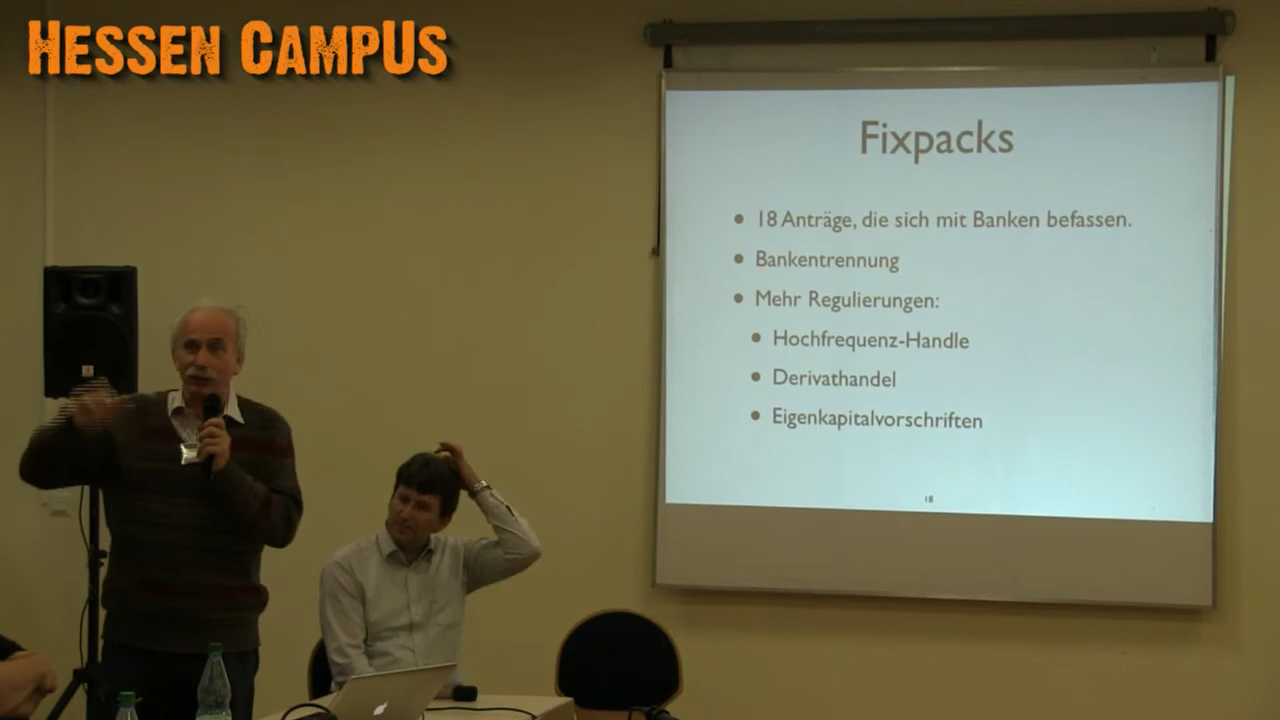 HESSEN CAMPUS
Fixpacks
18 Anträge, die sich mit Banken befassen.
Bankentrennung
Mehr Regulierungen:
Hochfrequenz-Handle
Derivathandel
Eigenkapitalvorschriften
18